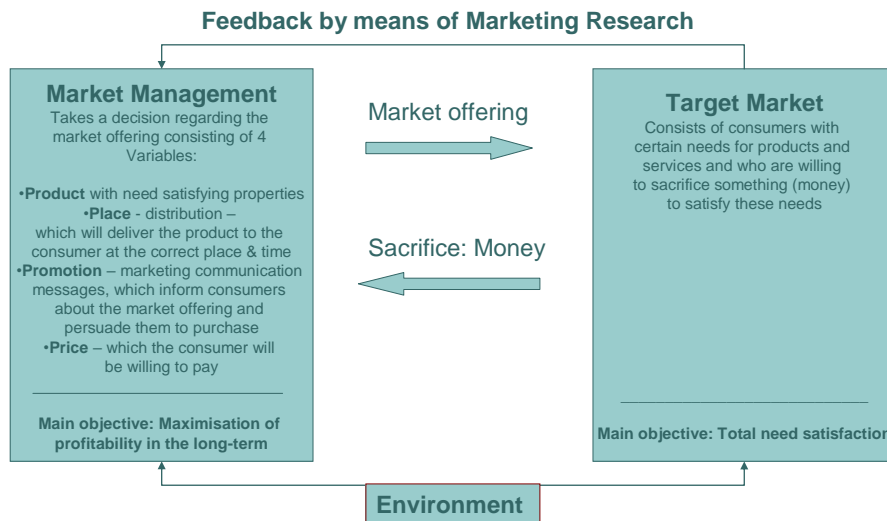 Feedback by means of Marketing Research
Market Management
Takes a decision regarding the
market offering consisting of 4
Variables:
•Product with need satisfying properties
•Place - distribution –
which will deliver the product to the
consumer at the correct place & time
•Promotion – marketing communication
messages, which inform consumers
about the market offering and
persuade them to purchase
•Price – which the consumer will
be willing to pay
Main objective: Maximisation of
profitability in the long-term
Market offering
Sacrifice: Money
Target Market
Consists of consumers with
certain needs for products and
services and who are willing
to sacrifice something (money)
to satisfy these needs
Main objective: Total need satisfaction
Environment